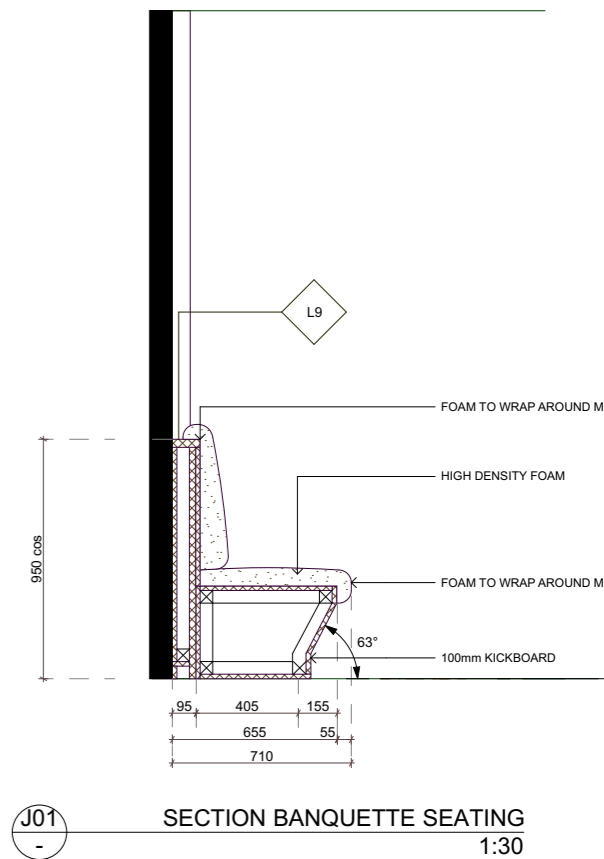 L9
FOAM TO WRAP AROUND M
HIGH DENSITY FOAM
950 cos
FOAM TO WRAP AROUND M
63°
100mm KICKBOARD
95 405 155
655 55
710
J01
-
SECTION BANQUETTE SEATING
1:30